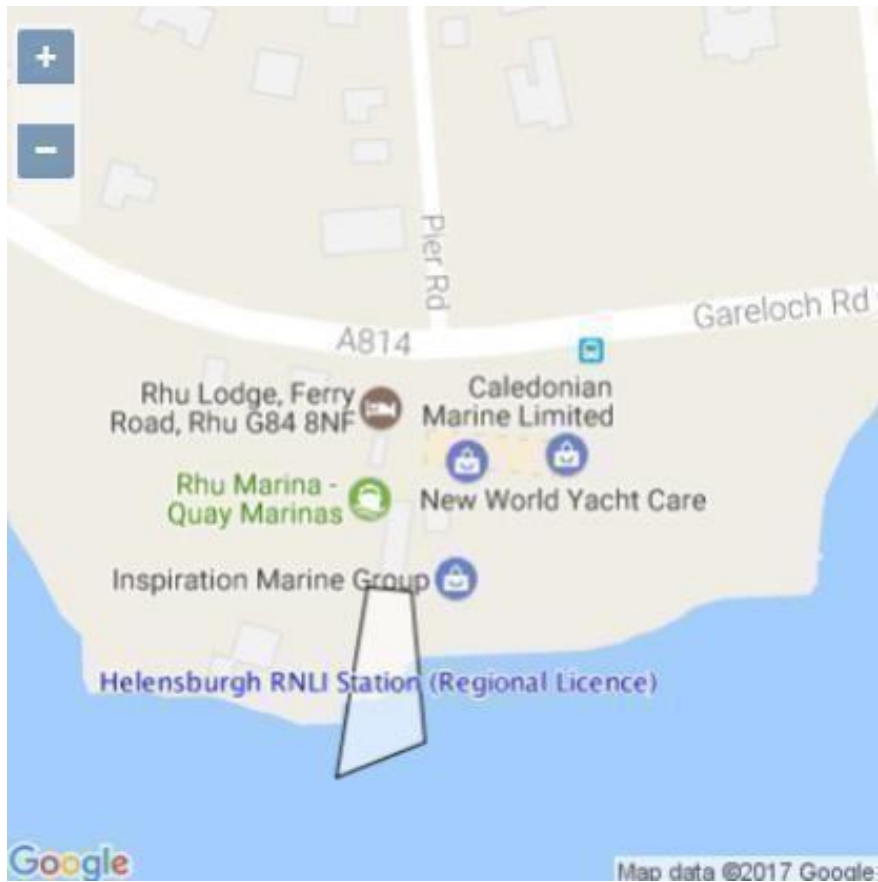 +
−
Pier Rd
Gareloch Rd
A814
Rhu Lodge, Ferry
Road, Rhu G84 8NF
Caledonian
Marine Limited
Rhu Marina -
Quay Marinas
New World Yacht Care
Inspiration Marine Group
Helensburgh RNLI Station (Regional Licence)
Google
Map data ©2017 Google